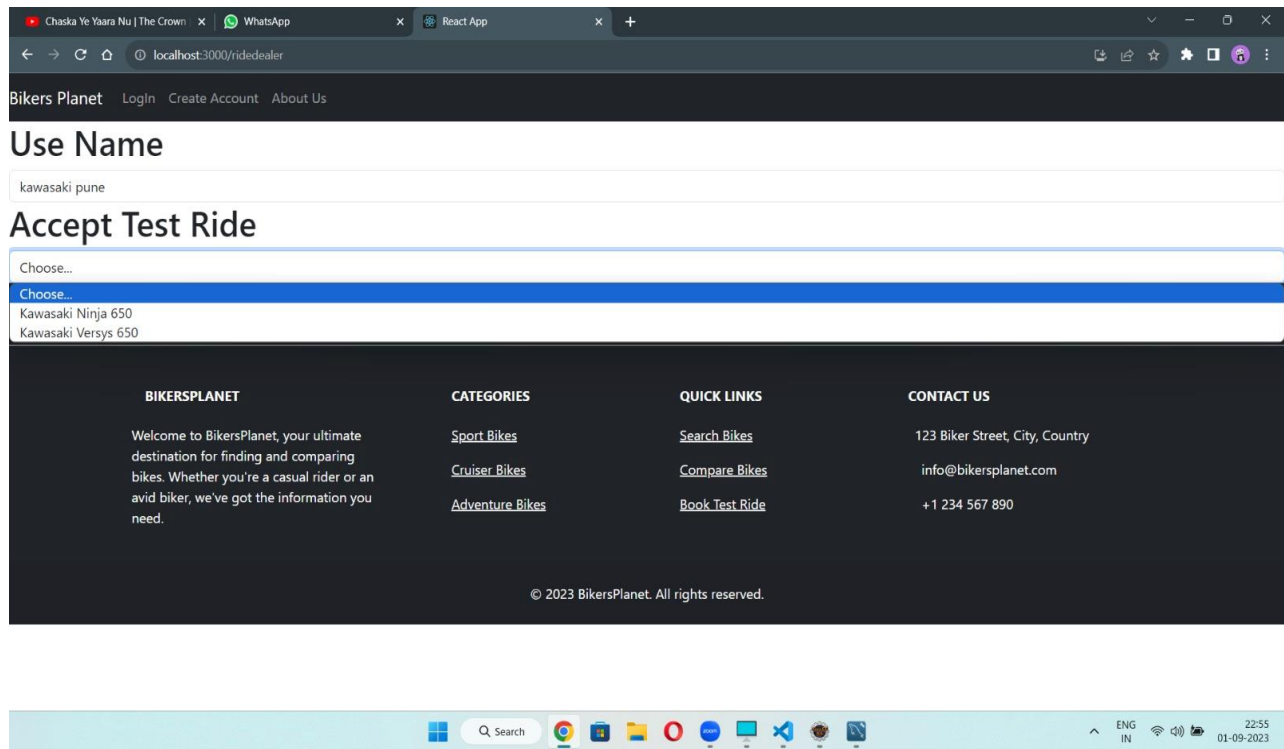 Chaska Ye Yaara Nu | The Crown
WhatsApp
React App
localhost:3000/ridedealer
Bikers Planet LogIn Create Account About Us
Use Name
kawasaki pune
Accept Test Ride
Choose...
Choose...
Kawasaki Ninja 650
Kawasaki Versys 650
BIKERSPLANET
Welcome to BikersPlanet, your ultimate
destination for finding and comparing
bikes. Whether you're a casual rider or an
avid biker, we've got the information you
need.
CATEGORIES
Sport Bikes
Cruiser Bikes
Adventure Bikes
QUICK LINKS
Search Bikes
Compare Bikes
Book Test Ride
CONTACT US
123 Biker Street, City, Country
info@bikersplanet.com
+1 234 567 890
© 2023 BikersPlanet. All rights reserved.
Search
zoom
ENG
IN
22:55
01-09-2023